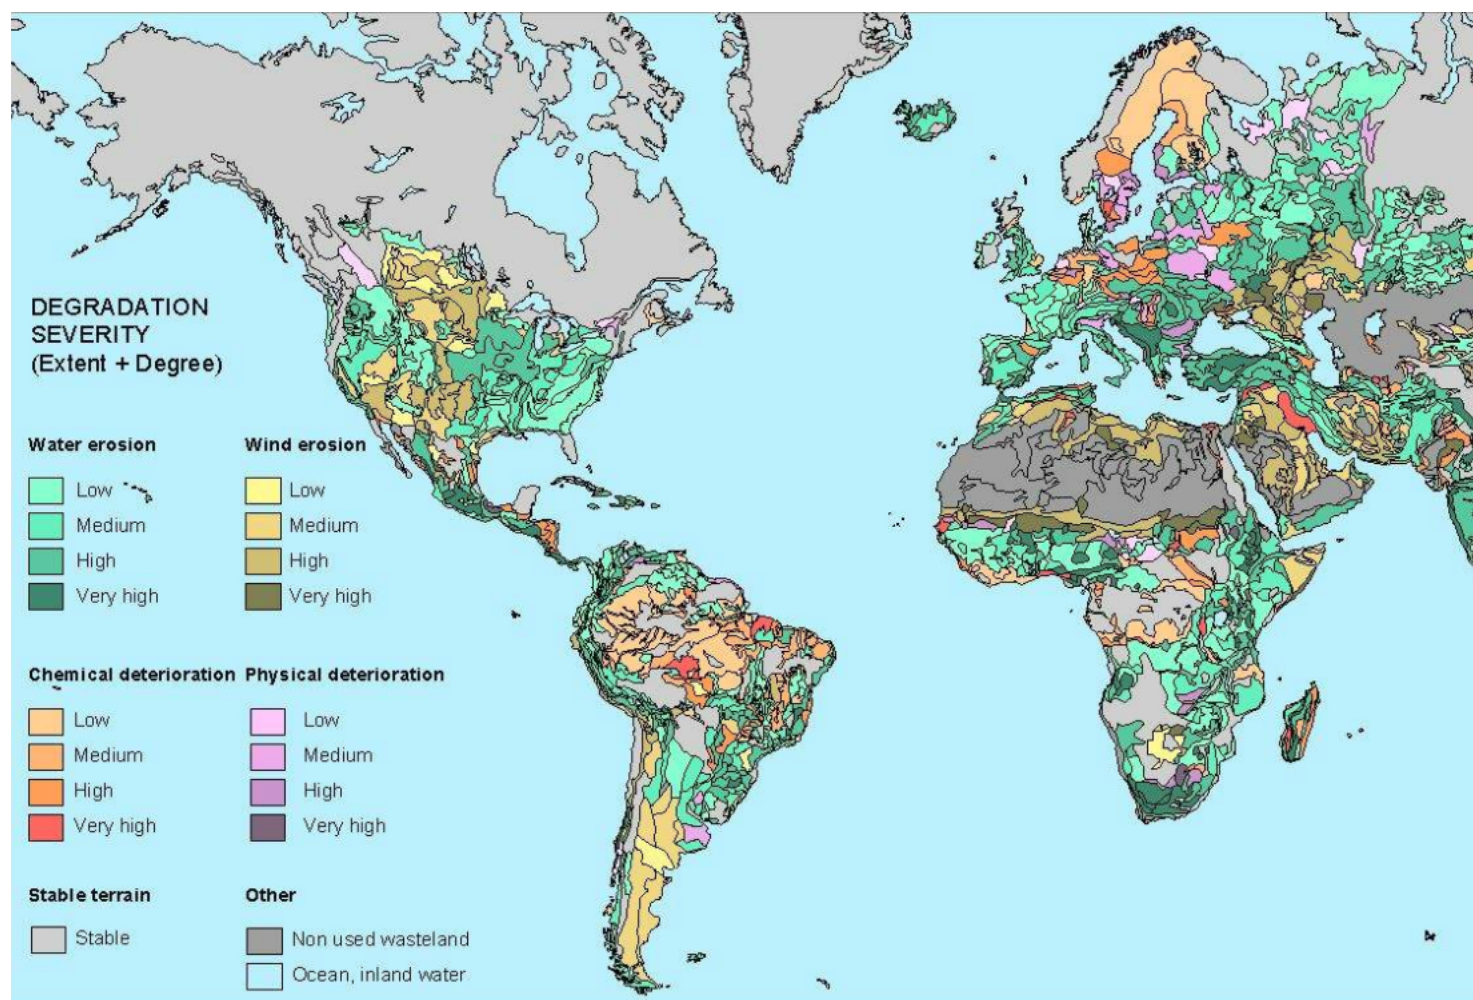 DEGRADATION
SEVERITY
(Extent + Degree)
Water erosion
Low
Medium
High
Very high
Wind erosion
Low
Medium
High
Very high
Chemical deterioration
Low
Medium
High
Very high
Physical deterioration
Low
Medium
High
Very high
Stable terrain
Stable
Other
Non used wasteland
Ocean, inland water